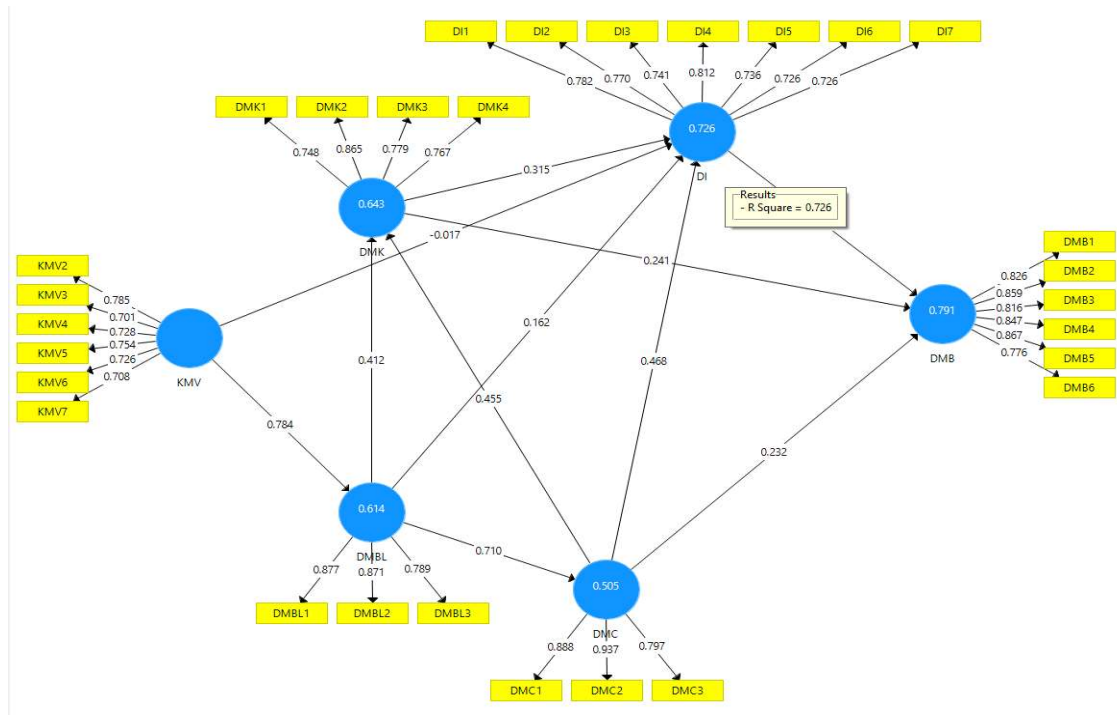 DI1
DI2
DI3
DI4
DI5
DI6
DI7
0.782
0.770
0.741
0.812
0.736
0.726
0.726
DMK1
DMK2
DMK3
DMK4
0.748
0.865
0.779
0.767
0.726
DI
0.315
Results
- R Square = 0.726
0.643
DMK
-0.017
0.241
KMV2
KMV3
KMV4
KMV5
KMV6
KMV7
0.785
0.701
0.728
0.754
0.726
0.708
KMV
DMB1
DMB2
DMB3
DMB4
DMB5
DMB6
0.826
0.859
0.816
0.847
0.867
0.776
0.791
DMB
0.162
0.412
0.468
0.455
0.784
0.232
0.614
DMBL
0.710
0.877
0.871
0.789
DMBL1
DMBL2
DMBL3
0.505
DMC
0.888
0.937
0.797
DMC1
DMC2
DMC3